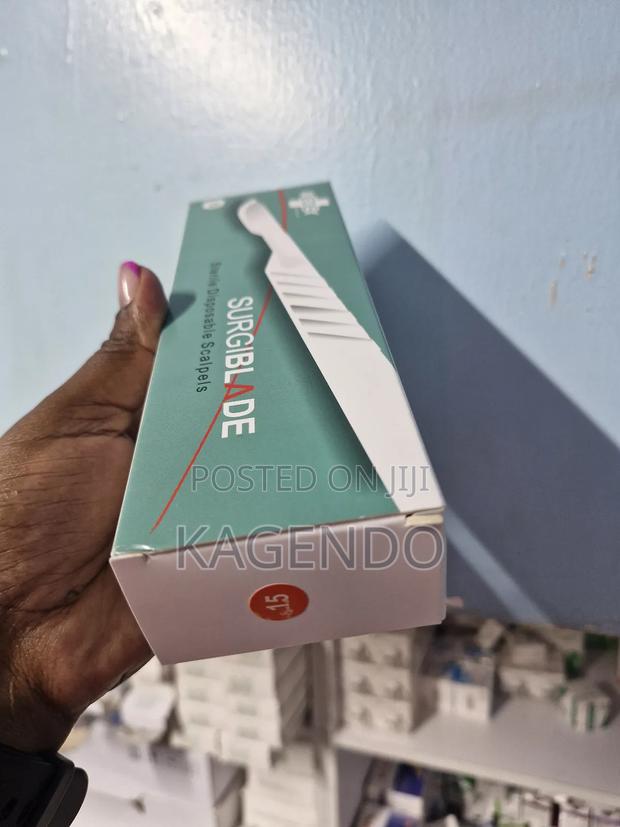 SURGIBLADE
Sterile Disposable Scalpels
POSTED ON JIJI
KAGENDO
15